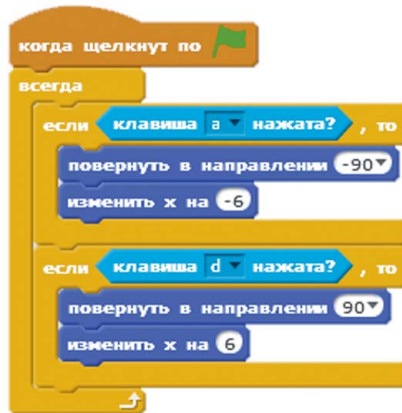 когда щелкнут по
всегда
если клавиша a нажата? , то
повернуть в направлении -90
изменить x на -6
если клавиша d нажата? , то
повернуть в направлении 90
изменить x на 6